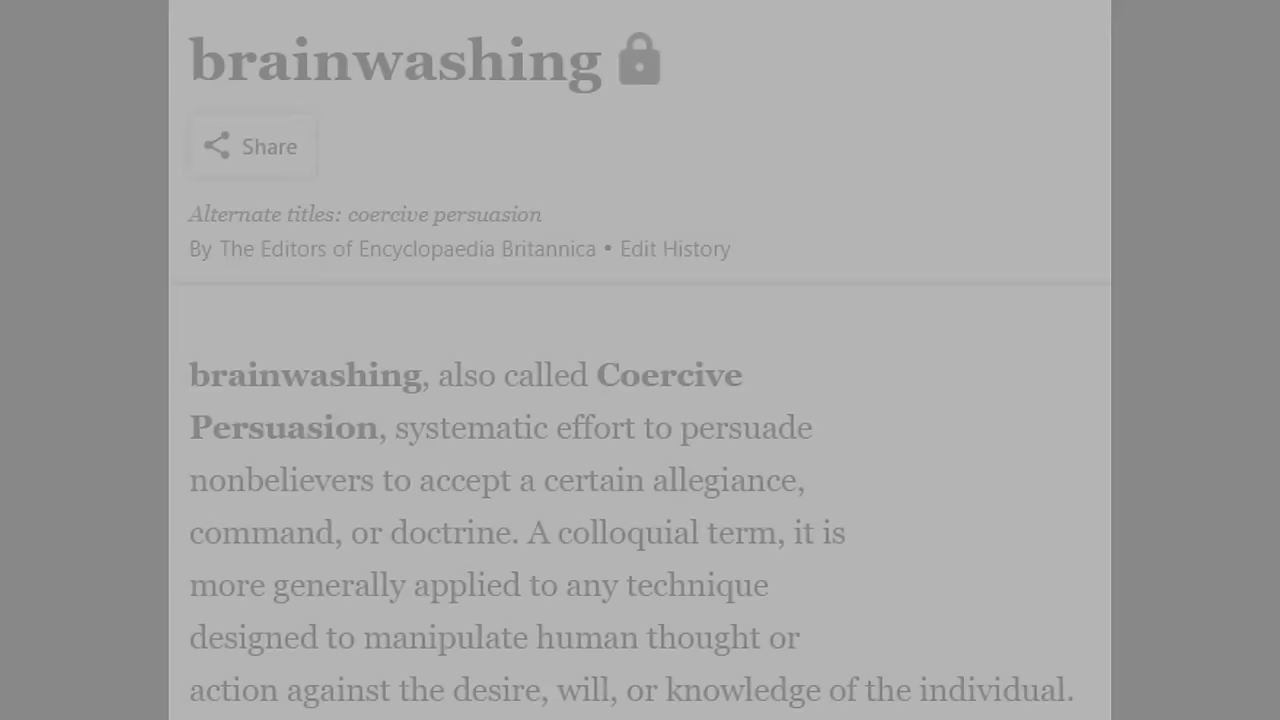 brainwashing
Share
Alternate titles: coercive persuasion
By The Editors of Encyclopaedia Britannica • Edit History
brainwashing, also called Coercive
Persuasion, systematic effort to persuade
nonbelievers to accept a certain allegiance,
command, or doctrine. A colloquial term, it is
more generally applied to any technique
designed to manipulate human thought or
action against the desire, will, or knowledge of the individual.